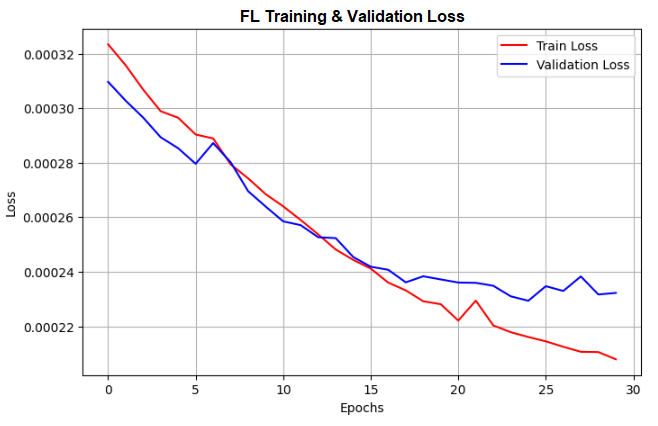 FL Training & Validation Loss
Train Loss
Validation Loss
0.00032
0.00030
0.00028
0.00026
0.00024
0.00022
Loss
0 5 10 15 20 25 30
Epochs